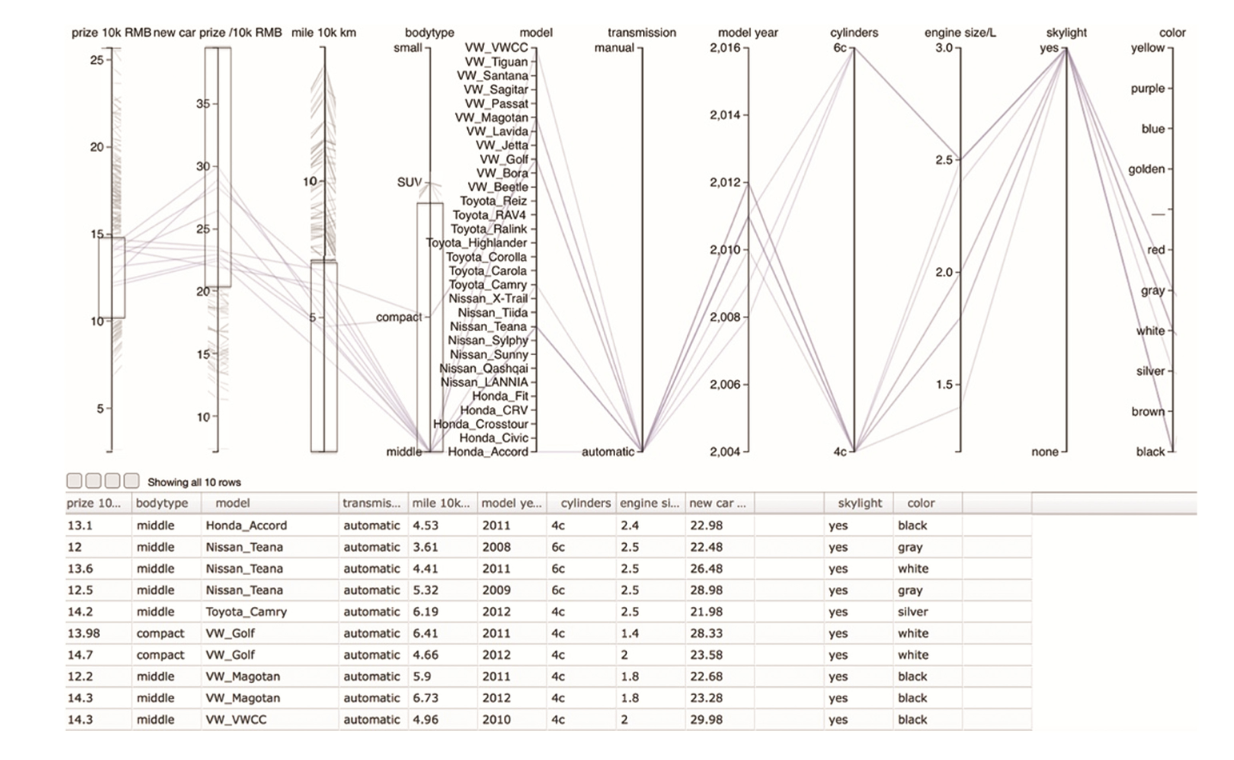 prize 10k RMB new car prize /10k RMB mile 10k km bodytype model transmission model year cylinders engine size/L skylight color
small VW_VWCC manual 2,016 6c 3.0 yes yellow
25
VW_Tiguan
VW_Santana
VW_Sagitar
purple
35
VW_Passat
VW_Magotan
2,014
VW_Lavida
blue
20
VW_Jetta
VW_Golf
2.5
30
VW_Bora
golden
10
SUV
VW_Beetle
2,012
Toyota_Reiz
Toyota_RAV4
—
25
Toyota_Ralink
15
Toyota_Highlander
2,010
red
Toyota_Corolla
Toyota_Carola
2.0
20
Toyota_Camry
gray
Nissan_X-Trail
10
5
compact
Nissan_Tiida
2,008
Nissan_Teana
white
Nissan_Sylphy
15
Nissan_Sunny
Nissan_Qashqai
silver
Nissan_LANNIA
2,006
1.5
Honda_Fit
5
10
Honda_CRV
brown
Honda_Crosstour
Honda_Civic
middle Honda_Accord automatic 2,004 4c none black
Showing all 10 rows
prize 10... bodytype model transmis... mile 10k... model ye... cylinders engine si... new car ... skylight color
13.1 middle Honda_Accord automatic 4.53 2011 4c 2.4 22.98 yes black
12 middle Nissan_Teana automatic 3.61 2008 6c 2.5 22.48 yes gray
13.6 middle Nissan_Teana automatic 4.41 2011 6c 2.5 26.48 yes white
12.5 middle Nissan_Teana automatic 5.32 2009 6c 2.5 28.98 yes gray
14.2 middle Toyota_Camry automatic 6.19 2012 4c 2.5 21.98 yes silver
13.98 compact VW_Golf automatic 6.41 2011 4c 1.4 28.33 yes white
14.7 compact VW_Golf automatic 4.66 2012 4c 2 23.58 yes white
12.2 middle VW_Magotan automatic 5.9 2011 4c 1.8 22.68 yes black
14.3 middle VW_Magotan automatic 6.73 2012 4c 1.8 23.28 yes black
14.3 middle VW_VWCC automatic 4.96 2010 4c 2 29.98 yes black